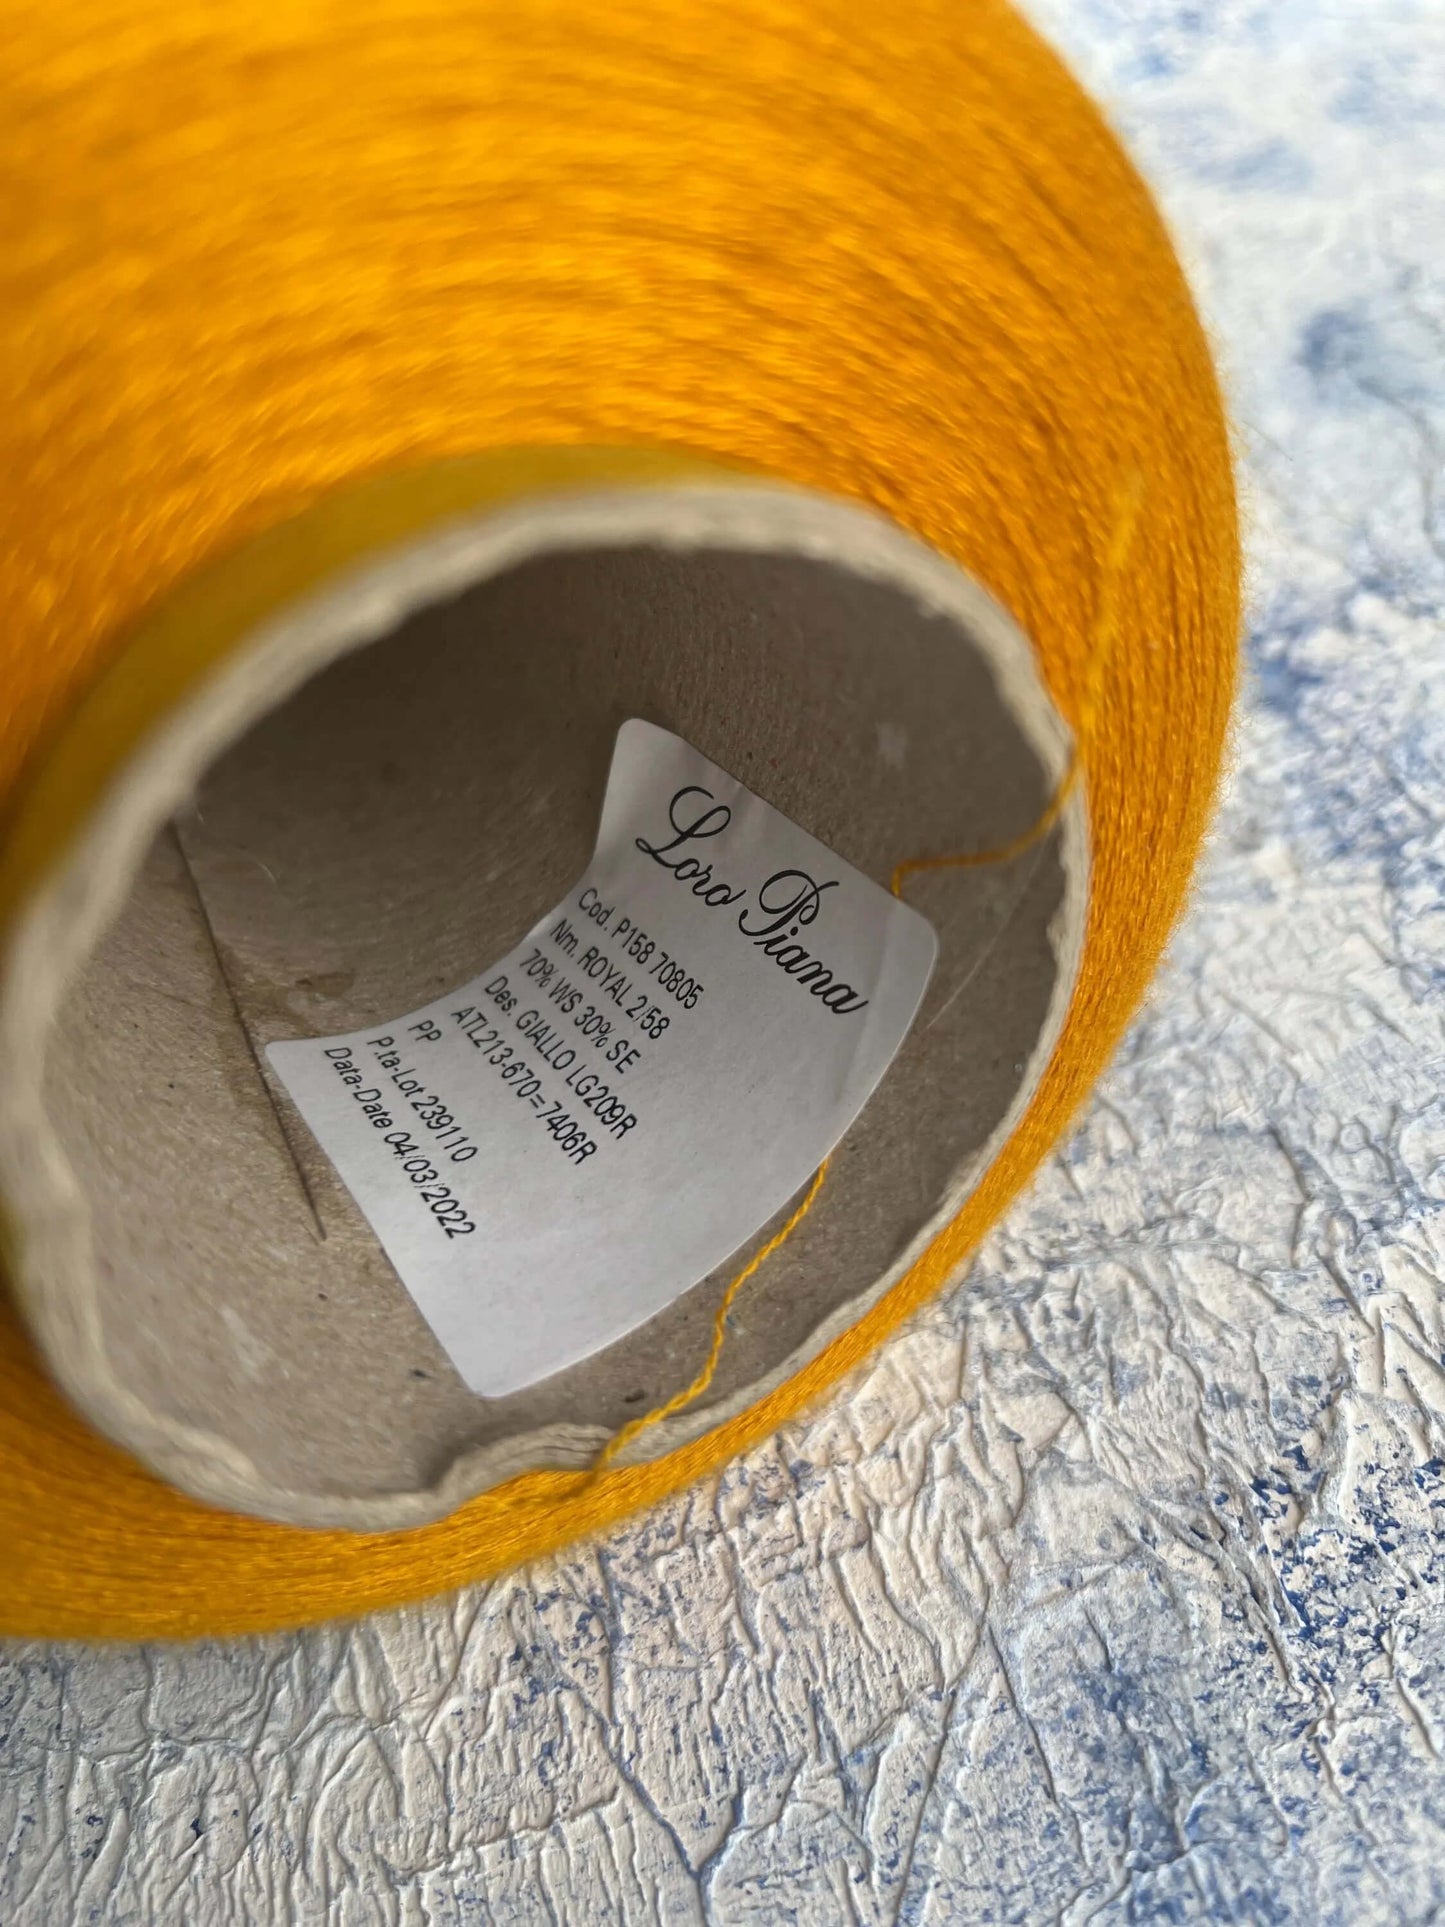 Loro Piana
Cod. P158 70805
Nm. ROYAL 2/58
70% WS 30% SE
Des. GIALLO LG209R
ATL213-670=7406R
PP
P.ta-Lot 239110
Data-Date 04/03/2022